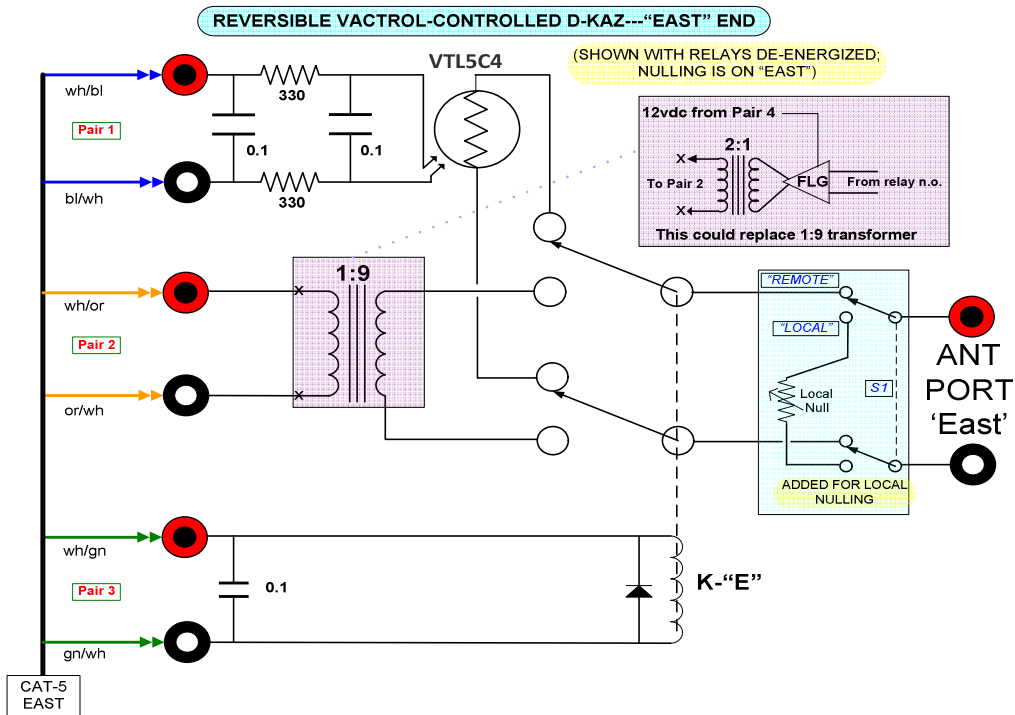 REVERSIBLE VACTROL-CONTROLLED D-KAZ---“EAST” END
(SHOWN WITH RELAYS DE-ENERGIZED;
NULLING IS ON “EAST”)
VTL5C4
wh/bl
Pair 1
bl/wh
330
0.1
0.1
330
12vdc from Pair 4
2:1
X
To Pair 2
X
FLG
From relay n.o.
This could replace 1:9 transformer
1:9
wh/or
X
Pair 2
or/wh
X
“REMOTE”
“LOCAL”
Local
Null
S1
ADDED FOR LOCAL
NULLING
ANT
PORT
‘East’
wh/gn
Pair 3
gn/wh
0.1
K-“E”
CAT-5
EAST